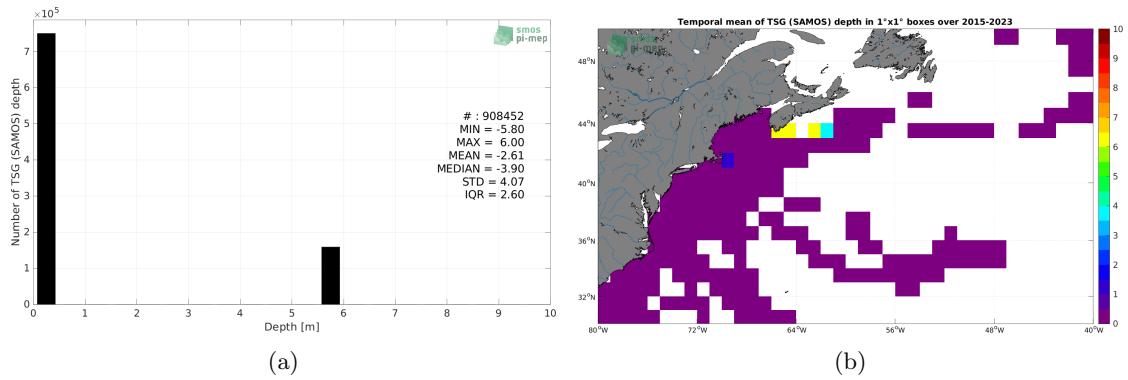 ×10⁵
7
6
5
4
3
2
1
0
Number of TSG (SAMOS) depth
smos
pi-mep
# : 908452
MIN = -5.80
MAX = 6.00
MEAN = -2.61
MEDIAN = -3.90
STD = 4.07
IQR = 2.60
0 1 2 3 4 5 6 7 8 9 10
Depth [m]
(a)
Temporal mean of TSG (SAMOS) depth in 1°x1° boxes over 2015-2023
smos
pi-mep
48°N
44°N
40°N
36°N
32°N
80°W 72°W 64°W 56°W 48°W 40°W
10
9
8
7
6
5
4
3
2
1
0
(b)